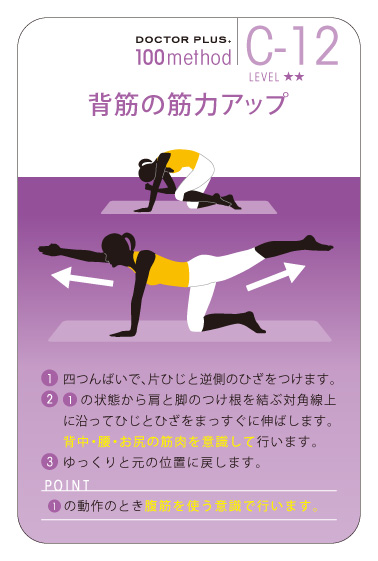 DOCTOR PLUS.
100method
C-12
LEVEL ★★
背筋の筋力アップ
1 四つんばいで、片ひじと逆側のひざをつけます。
2 1の状態から肩と脚のつけ根を結ぶ対角線上
に沿ってひじとひざをまっすぐに伸ばします。
背中・腰・お尻の筋肉を意識して行います。
3 ゆっくりと元の位置に戻します。
POINT
1の動作のとき腹筋を使う意識で行います。